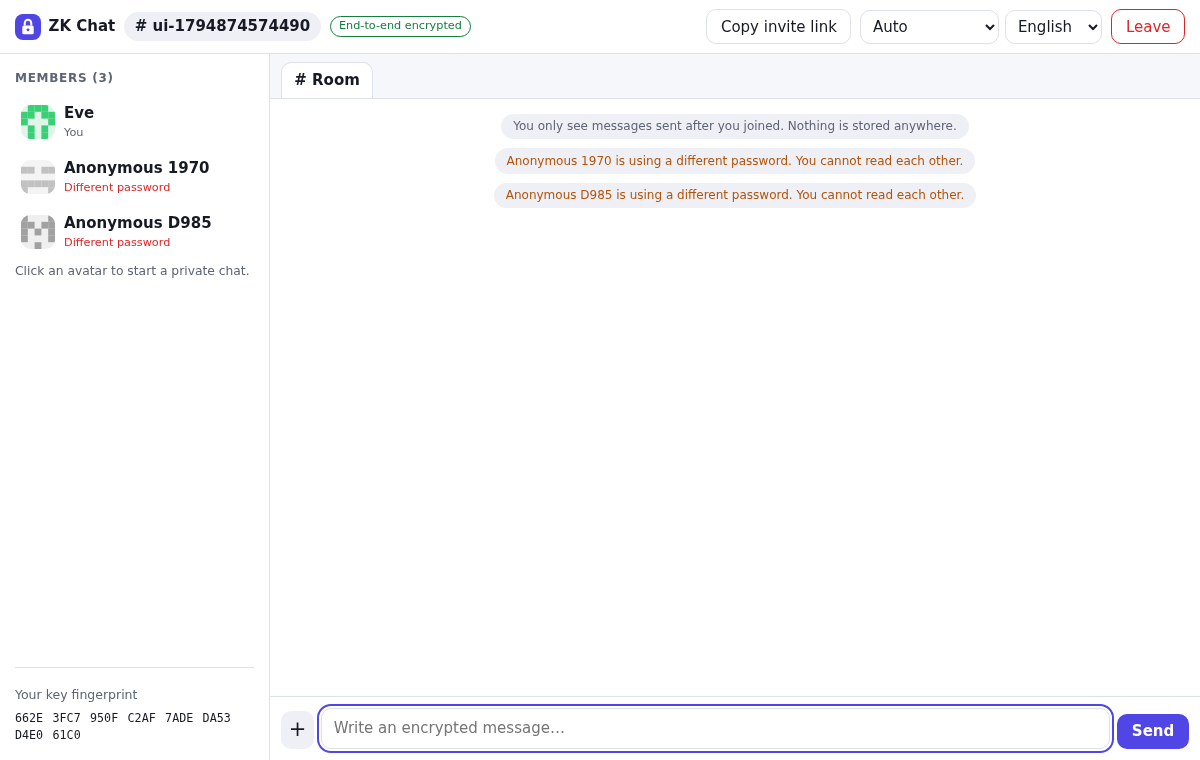 ZK Chat # ui-1794874574490 End-to-end encrypted Copy invite link Auto English Leave
MEMBERS (3)
Eve
You
Anonymous 1970
Different password
Anonymous D985
Different password
Click an avatar to start a private chat.
Your key fingerprint
662E 3FC7 950F C2AF 7ADE DA53
D4E0 61C0
# Room
You only see messages sent after you joined. Nothing is stored anywhere.
Anonymous 1970 is using a different password. You cannot read each other.
Anonymous D985 is using a different password. You cannot read each other.
+ Write an encrypted message... Send